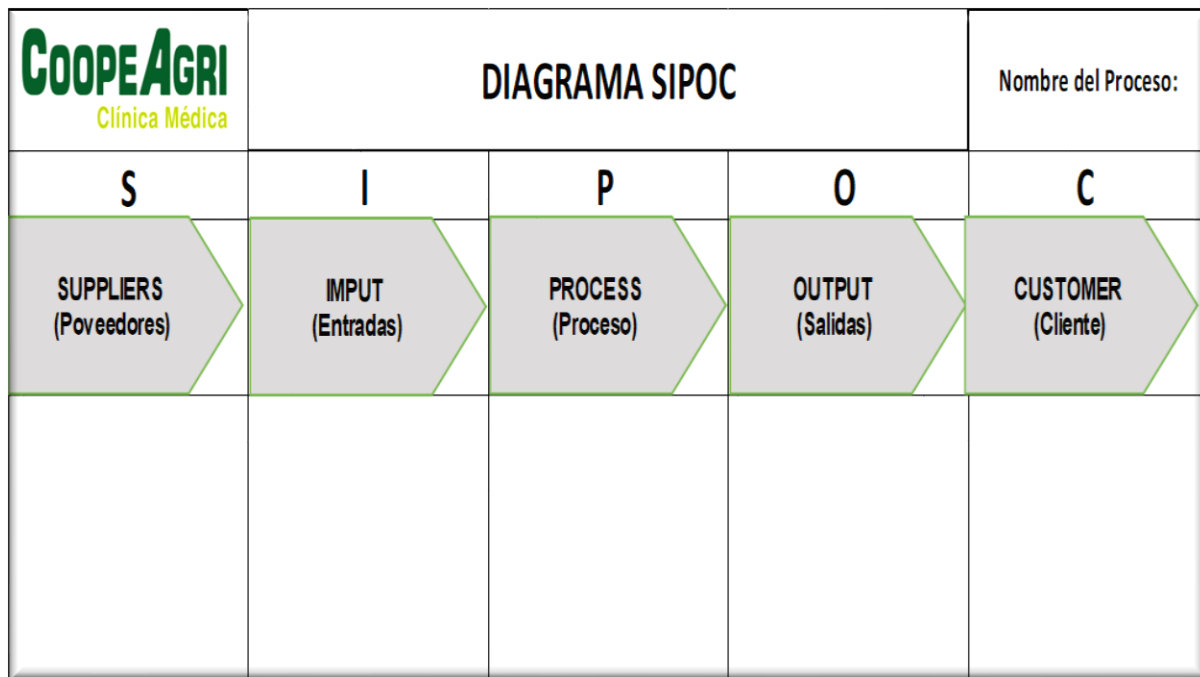 COOPEAGRI
Clínica Médica
DIAGRAMA SIPOC
Nombre del Proceso:
S
I
P
O
C
SUPPLIERS
(Poveedores)
IMPUT
(Entradas)
PROCESS
(Proceso)
OUTPUT
(Salidas)
CUSTOMER
(Cliente)